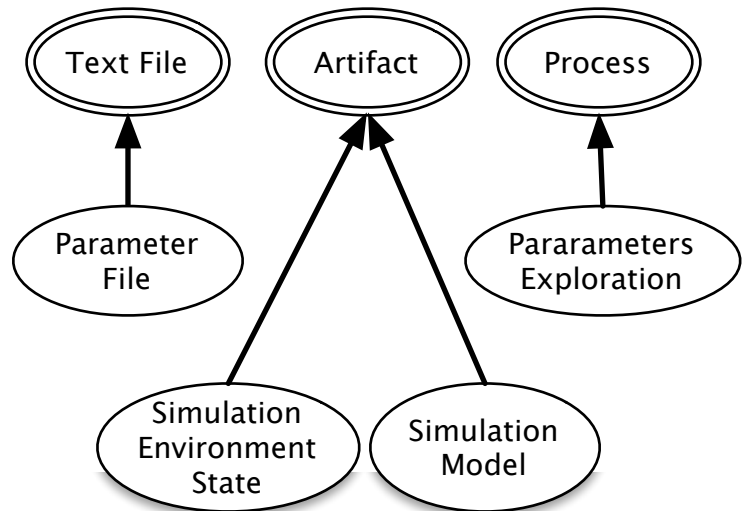 Text File
Artifact
Process
Parameter
File
Pararameters
Exploration
Simulation
Environment
State
Simulation
Model